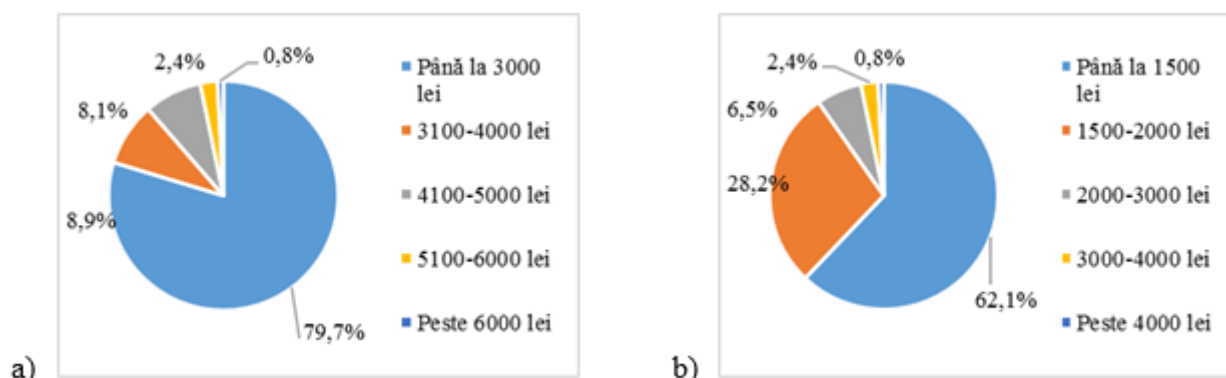 2,4%
0,8%
8,1%
8,9%
79,7%
Până la 3000
lei
3100-4000 lei
4100-5000 lei
5100-6000 lei
Peste 6000 lei
a)
2,4%
0,8%
6,5%
28,2%
62,1%
Până la 1500
lei
1500-2000 lei
2000-3000 lei
3000-4000 lei
Peste 4000 lei
b)